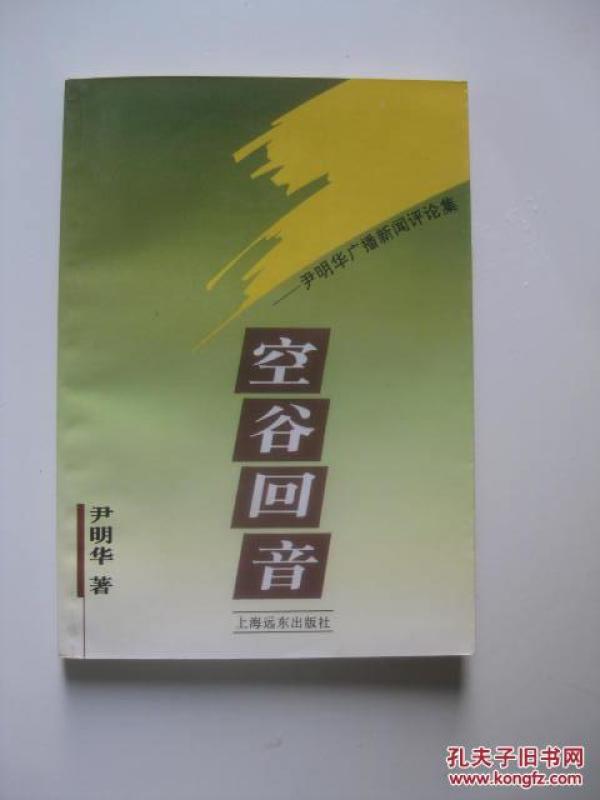 ——尹明华广播新闻评论集
空谷回音
尹明华 著
上海远东出版社
孔夫子旧书网
www.kongfz.com